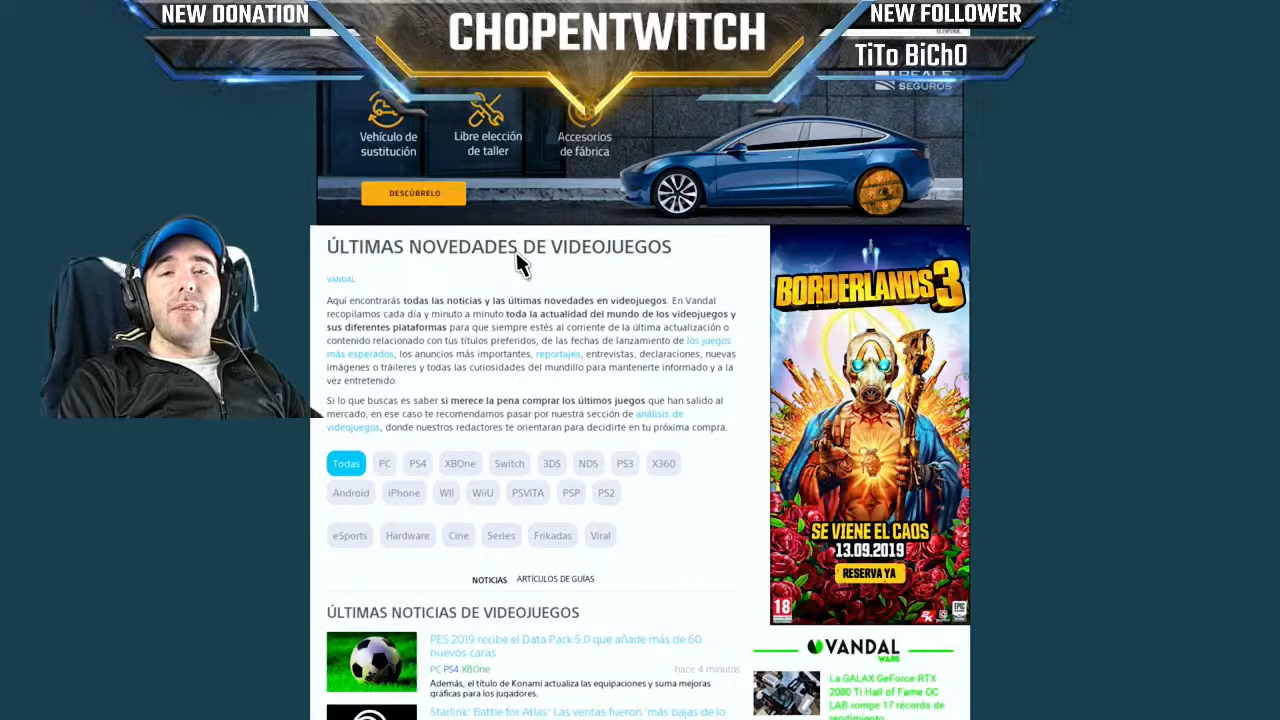 NEW DONATION
CHOPENTWITCH
NEW FOLLOWER
TiTo BiChO
REALE
SEGUROS
Vehículo de
sustitución
Libre elección
de taller
Accesorios
de fábrica
DESCÚBRELO
ÚLTIMAS NOVEDADES DE VIDEOJUEGOS
VANDAL
Aquí encontrarás todas las noticias y las últimas novedades en videojuegos. En Vandal
recopilamos cada día y minuto a minuto toda la actualidad del mundo de los videojuegos y
sus diferentes plataformas para que siempre estés al corriente de la última actualización o
contenido relacionado con tus títulos preferidos, de las fechas de lanzamiento de los juegos
más esperados, los anuncios más importantes, reportajes, entrevistas, declaraciones, nuevas
imágenes o tráileres y todas las curiosidades del mundillo para mantenerte informado y a la
vez entretenido.
Si lo que buscas es saber si merece la pena comprar los últimos juegos que han salido al
mercado, en ese caso te recomendamos pasar por nuestra sección de análisis de
videojuegos, donde nuestros redactores te orientaran para decidirte en tu próxima compra.
Todas PC PS4 XBOne Switch 3DS NDS PS3 X360
Android iPhone WII WiiU PSVITA PSP PS2
eSports Hardware Cine Series Frikadas Viral
NOTICIAS ARTÍCULOS DE GUÍAS
ÚLTIMAS NOTICIAS DE VIDEOJUEGOS
PES 2019 recibe el Data Pack 5.0 que añade más de 60
nuevos caras
PC PS4 XBOne hace 4 minutos
Además, el título de Konami actualiza las equipaciones y suma mejoras
gráficas para los jugadores.
Starlink: Battle for Atlas: Las ventas fueron 'más bajas de lo
BORDERLANDS 3
SE VIENE EL CAOS
13.09.2019
RESERVA YA
18
2K
EPIC
VANDAL
WARE
La GALAX GeForce RTX
2080 Ti Hall of Fame OC
LAB rompe 17 récords de
rendimiento